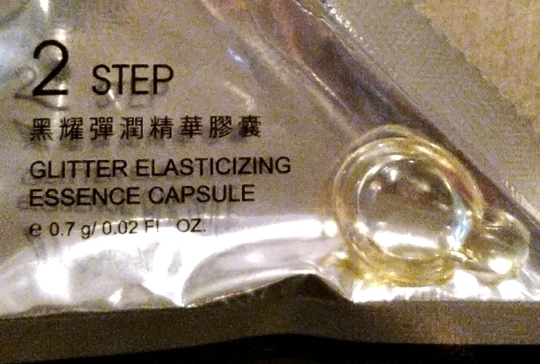 2 STEP
黑耀彈潤精華膠囊
GLITTER ELASTICIZING
ESSENCE CAPSULE
e 0.7 g/ 0.02 Fl. OZ.